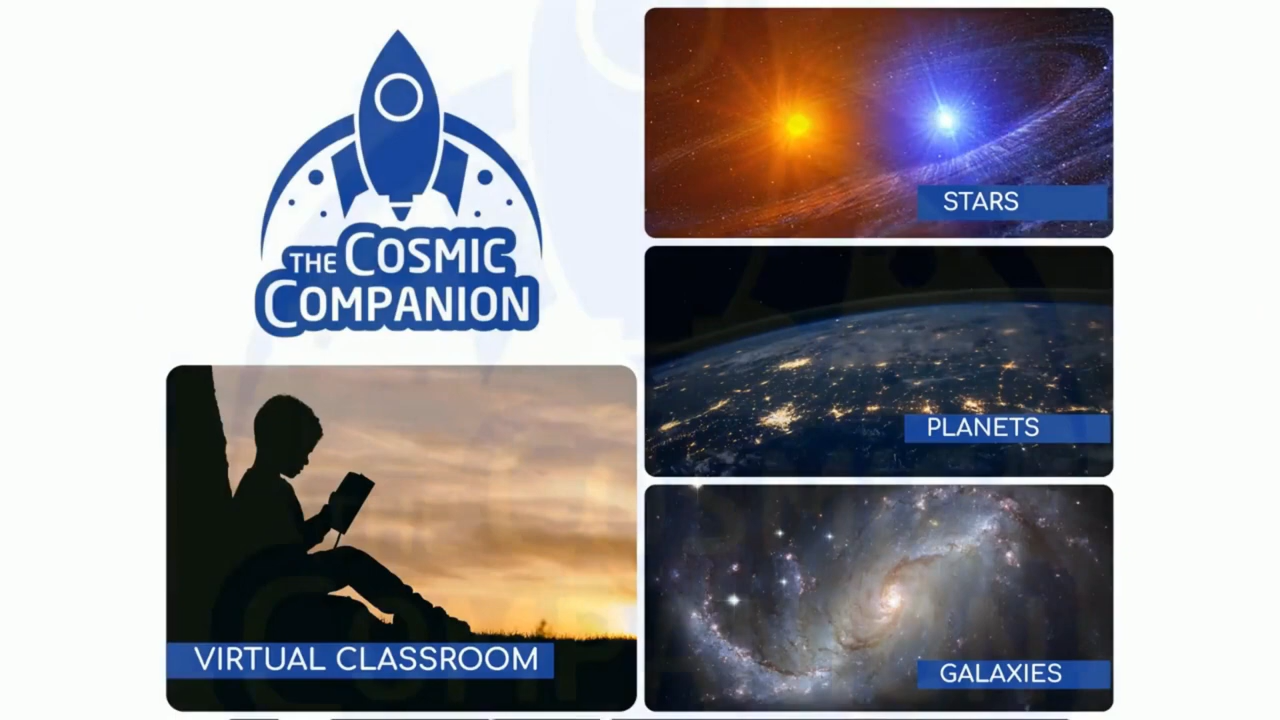 THE COSMIC
COMPANION
STARS
PLANETS
VIRTUAL CLASSROOM
GALAXIES